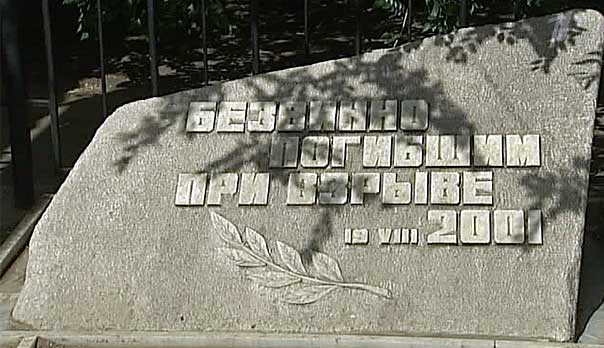 БЕЗВИННО
ПОГИБШИМ
ПРИ ВЗРЫВЕ
19 VIII 2001